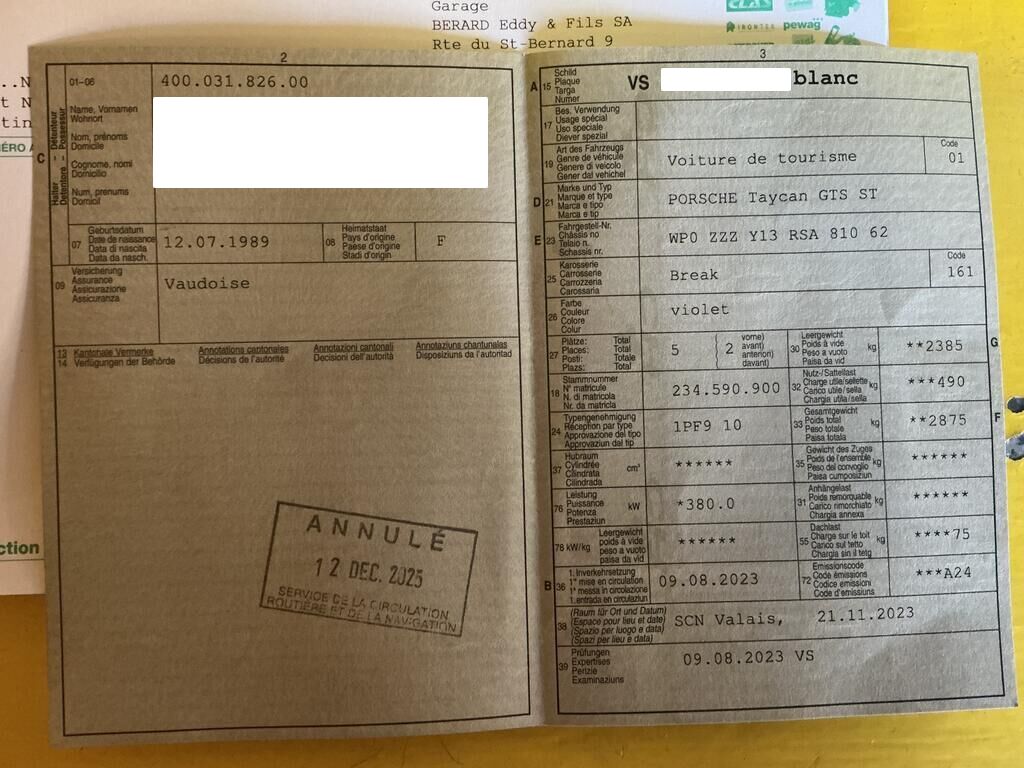 Garage
BERARD Eddy & Fils SA
Rte du St-Bernard 9
IRONTEX pewag
ction
2
01–06
400.031.826.00
C
Halter - Détenteur
Detentore - Possessur
Name, Vornamen
Wohnort
Nom, prénoms
Domicile
Cognome, nomi
Domicilio
Num, prenums
Domicil
07
Geburtsdatum
Date de naissance
Data di nascita
Data da nasch.
12.07.1989
08
Heimatstaat
Pays d'origine
Paese d'origine
Stadi d'origin
F
09
Versicherung
Assurance
Assicurazione
Assicuranza
Vaudoise
13
14
Kantonale Vermerke
Verfügungen der Behörde
Annotations cantonales
Décisions de l'autorité
Annotazioni cantonali
Decisioni dell'autorità
Annotaziuns chantunalas
Disposiziuns da l'autoritad
ANNULÉ
12 DEC. 2025
SERVICE DE LA CIRCULATION
ROUTIÈRE ET DE LA NAVIGATION
3
A 15
Schild
Plaque
Targa
Numer
VS blanc
17
Bes. Verwendung
Usage spécial
Uso speciale
Diever spezial
19
Art des Fahrzeugs
Genre de véhicule
Genere di veicolo
Gener dal vehichel
Voiture de tourisme
Code
01
D 21
Marke und Typ
Marque et type
Marca e tipo
Marca e tip
PORSCHE Taycan GTS ST
E 23
Fahrgestell-Nr.
Châssis no
Telaio n.
Schassis nr.
WP0 ZZZ Y13 RSA 810 62
25
Karosserie
Carrosserie
Carrozzeria
Carossaria
Break
Code
161
26
Farbe
Couleur
Colore
Colur
violet
27
Plätze: Total
Places: Total
Posti: Totale
Plazs: Total
5
2
vorne)
avant)
anteriori)
davant)
30
Leergewicht
Poids à vide
Peso a vuoto
Paisa da vid
kg
**2385
G
18
Stammnummer
N° matricule
N. di matricola
Nr. da matricla
234.590.900
32
Nutz-/Sattellast
Charge utile/sellette
Carico utile/sella
Chargia utila/sella
kg
***490
24
Typengenehmigung
Réception par type
Approvazione del tipo
Approvaziun dal tip
1PF9 10
33
Gesamtgewicht
Poids total
Peso totale
Paisa totala
kg
**2875
F
37
Hubraum
Cylindrée
Cilindrata
Cilindrada
cm³
******
35
Gewicht des Zuges
Poids de l'ensemble
Peso del convoglio
Paisa cumposiziun
kg
******
76
Leistung
Puissance
Potenza
Prestaziun
kW
*380.0
31
Anhängelast
Poids remorquable
Carico rimorchiato
Chargia annexa
kg
******
78 kW/kg
Leergewicht
poids à vide
peso a vuoto
paisa da vid
******
55
Dachlast
Charge sur le toit
Carico sul tetto
Chargia sin il tetg
kg
****75
B 36
1. Inverkehrsetzung
1re mise en circulation
1a messa in circolazione
1. entrada en circulaziun
09.08.2023
72
Emissionscode
Code émissions
Codice emissioni
Code d'emissiuns
***A24
38
(Raum für Ort und Datum)
(Espace pour lieu et date)
(Spazio per luogo e data)
(Spazi per lieu e data)
SCN Valais, 21.11.2023
39
Prüfungen
Expertises
Perizie
Examinaziuns
09.08.2023 VS